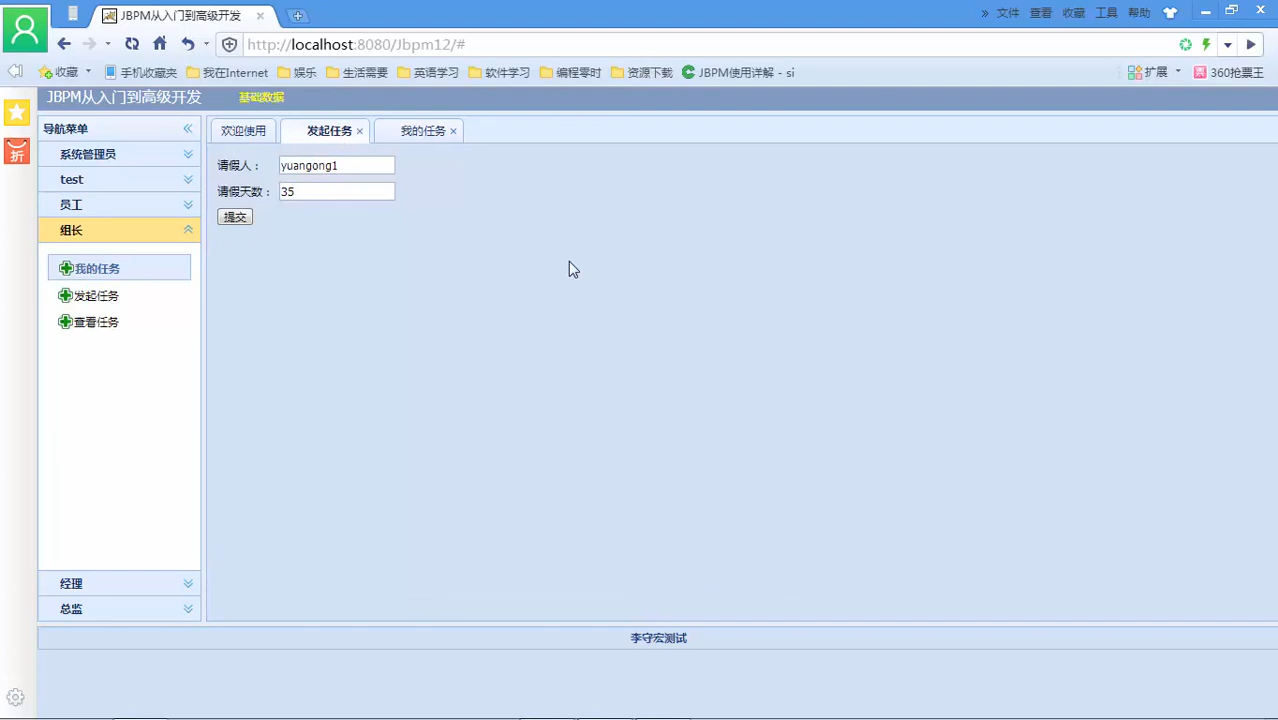 JBPM从入门到高级开发
» 文件 查看 收藏 工具 帮助
http://localhost:8080/Jbpm12/#
收藏 手机收藏夹 我在Internet 娱乐 生活需要 英语学习 软件学习 编程零时 资源下载 JBPM使用详解 - si 扩展 360抢票王
折
票
JBPM从入门到高级开发 基础数据
导航菜单
系统管理员
test
员工
组长
我的任务
发起任务
查看任务
经理
总监
欢迎使用 发起任务 我的任务
请假人： yuangong1
请假天数： 35
提交
李守宏测试